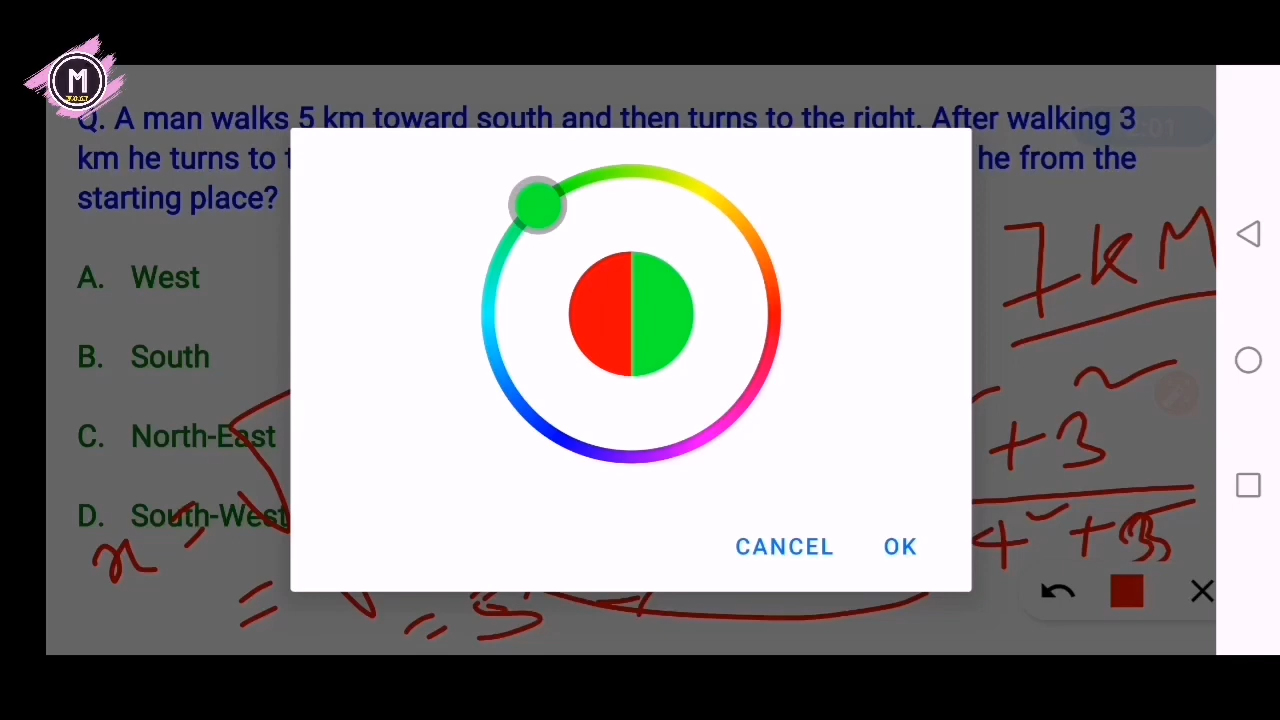 M
Q. A man walks 5 km toward south and then turns to the right. After walking 3
km he turns to he from the
starting place?
7 KM
A. West
B. South
+ 3
C. North-East
D. South-West
x =
=
= 5
CANCEL OK